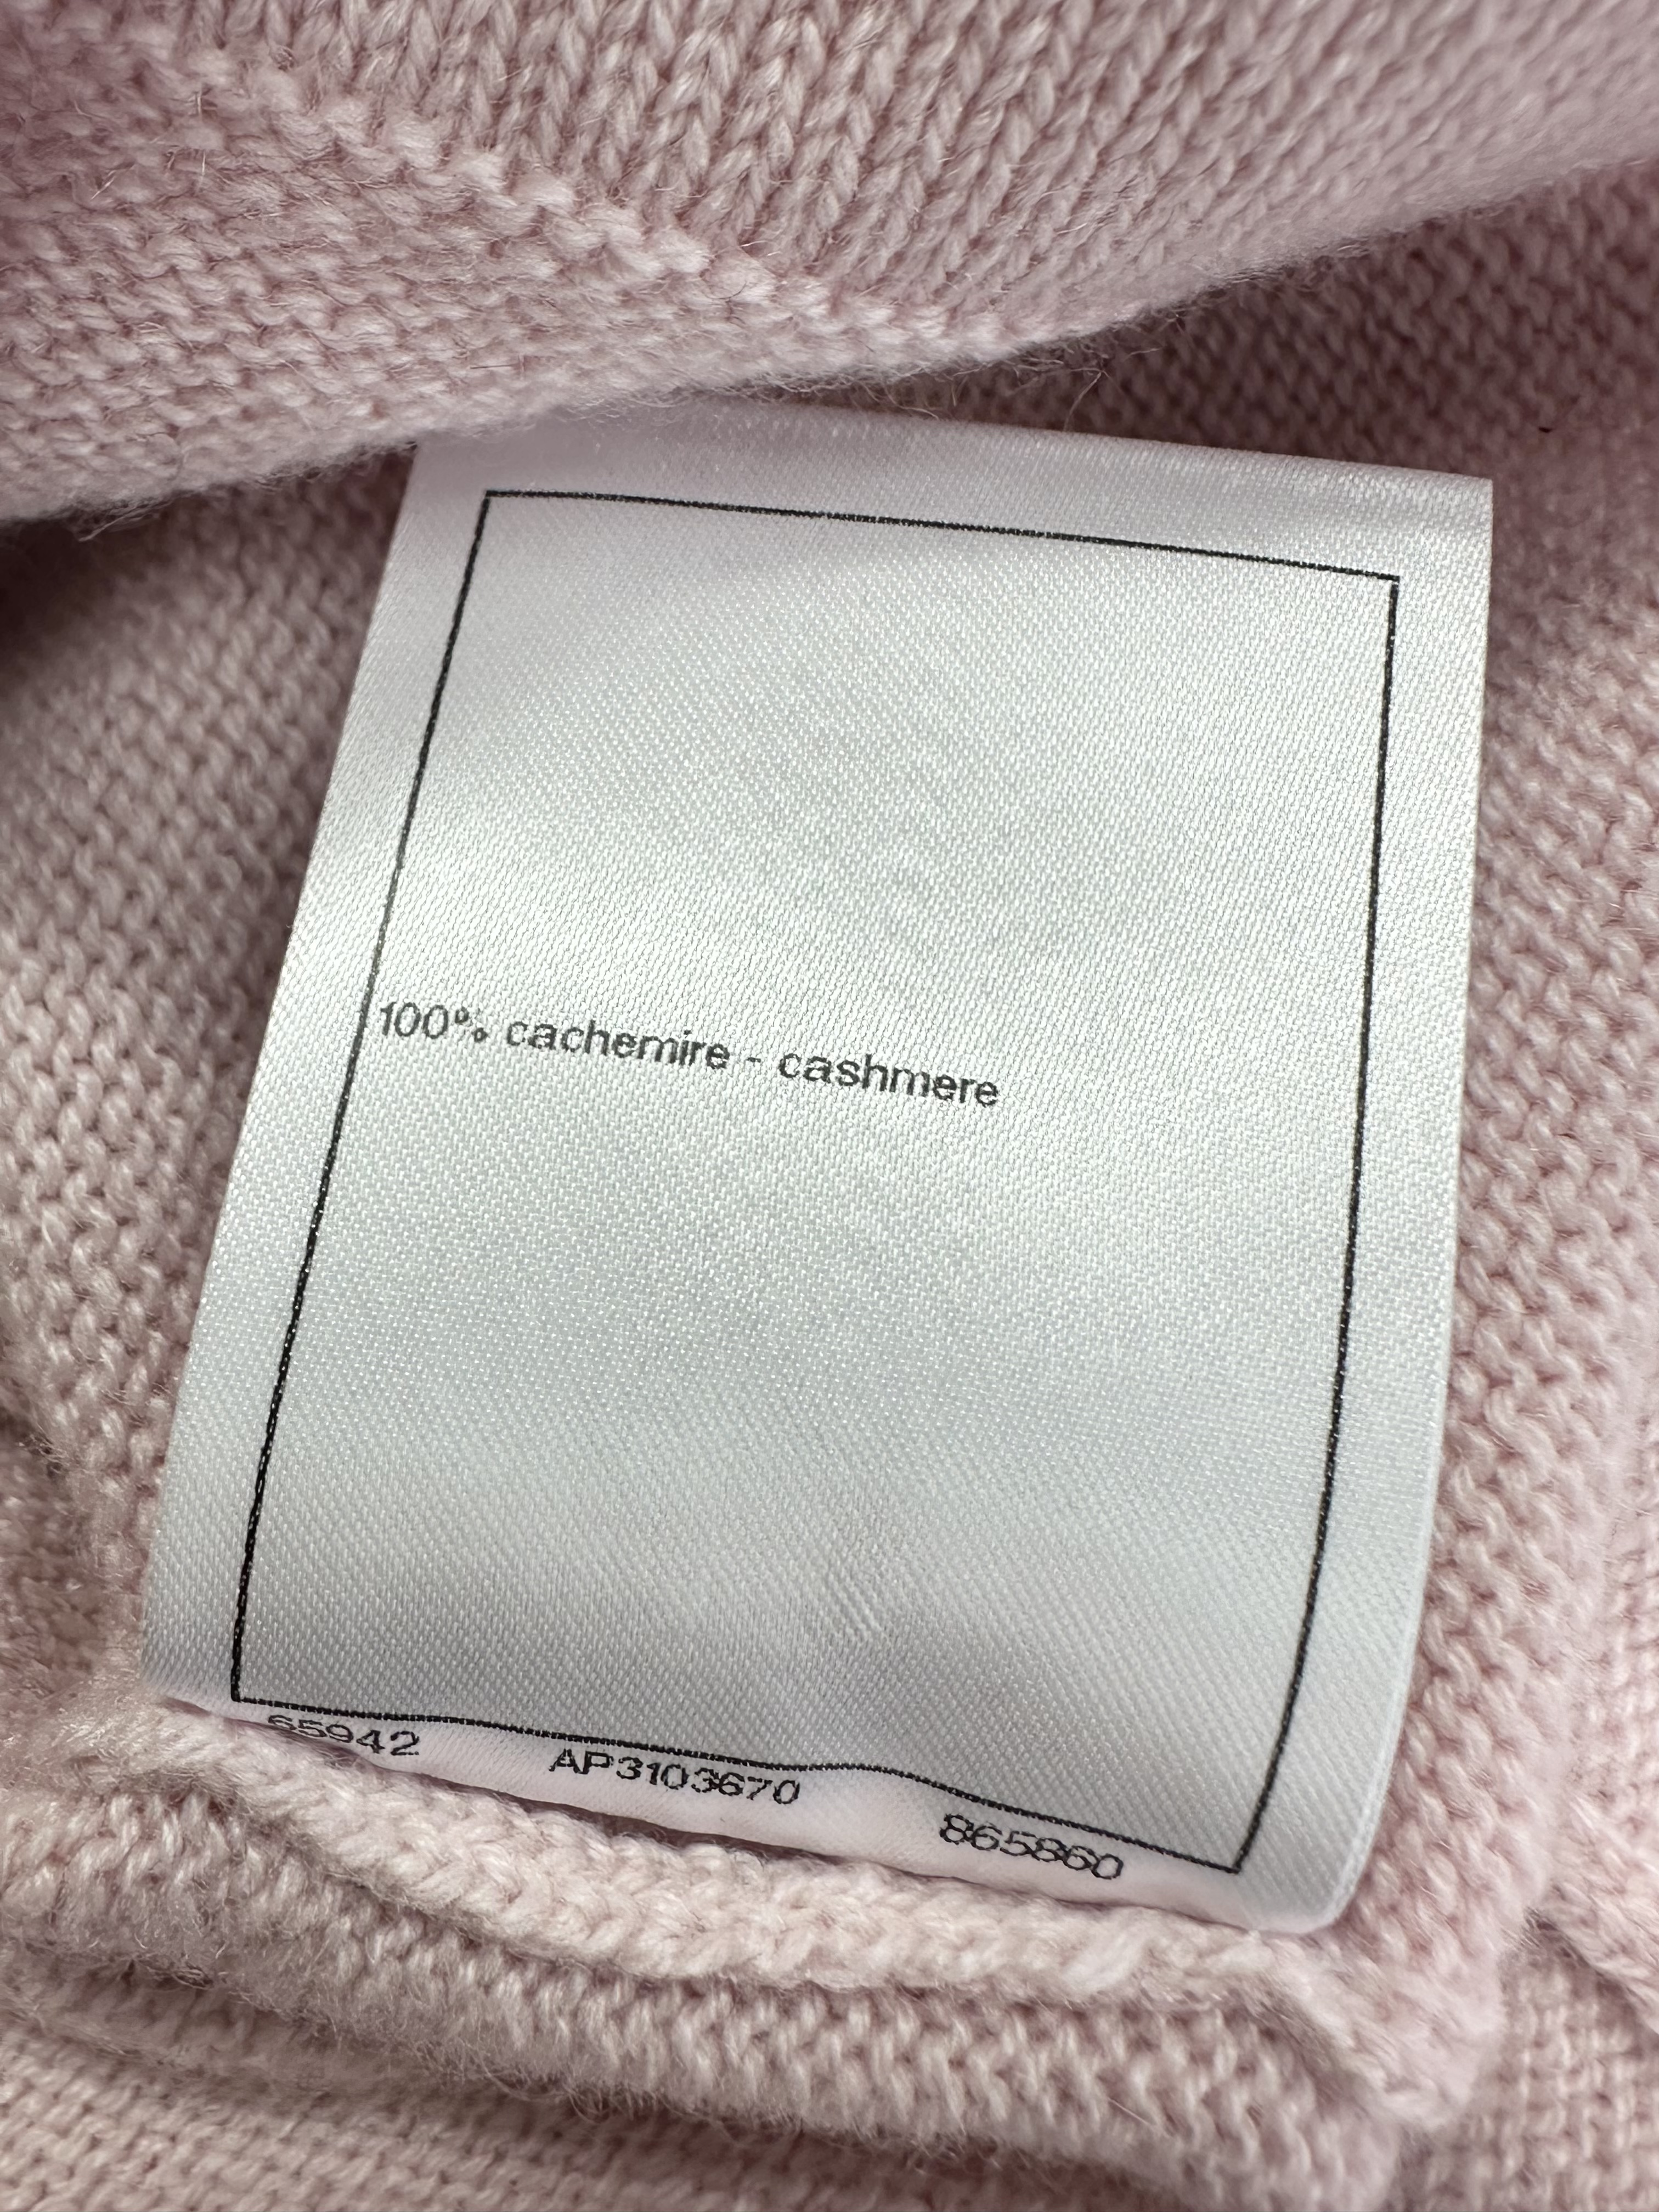 100% cachemire - cashmere
65942 AP3103670 865860